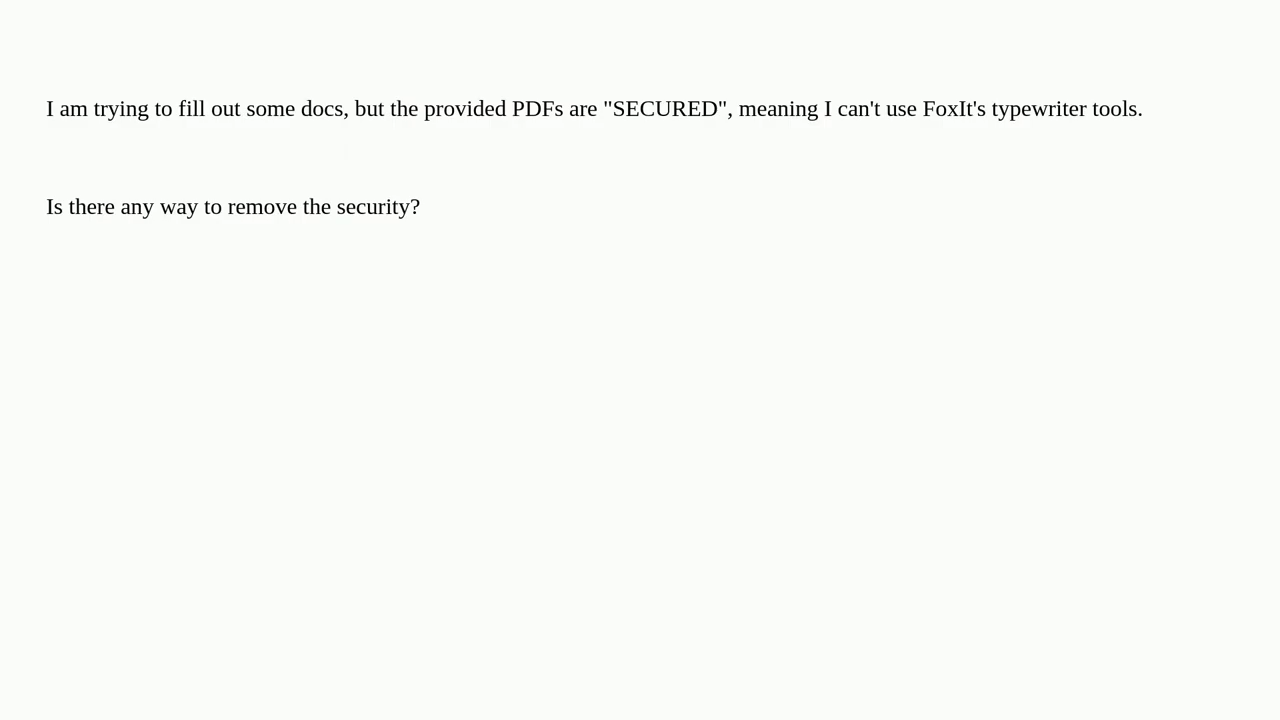 I am trying to fill out some docs, but the provided PDFs are "SECURED", meaning I can't use FoxIt's typewriter tools.
Is there any way to remove the security?